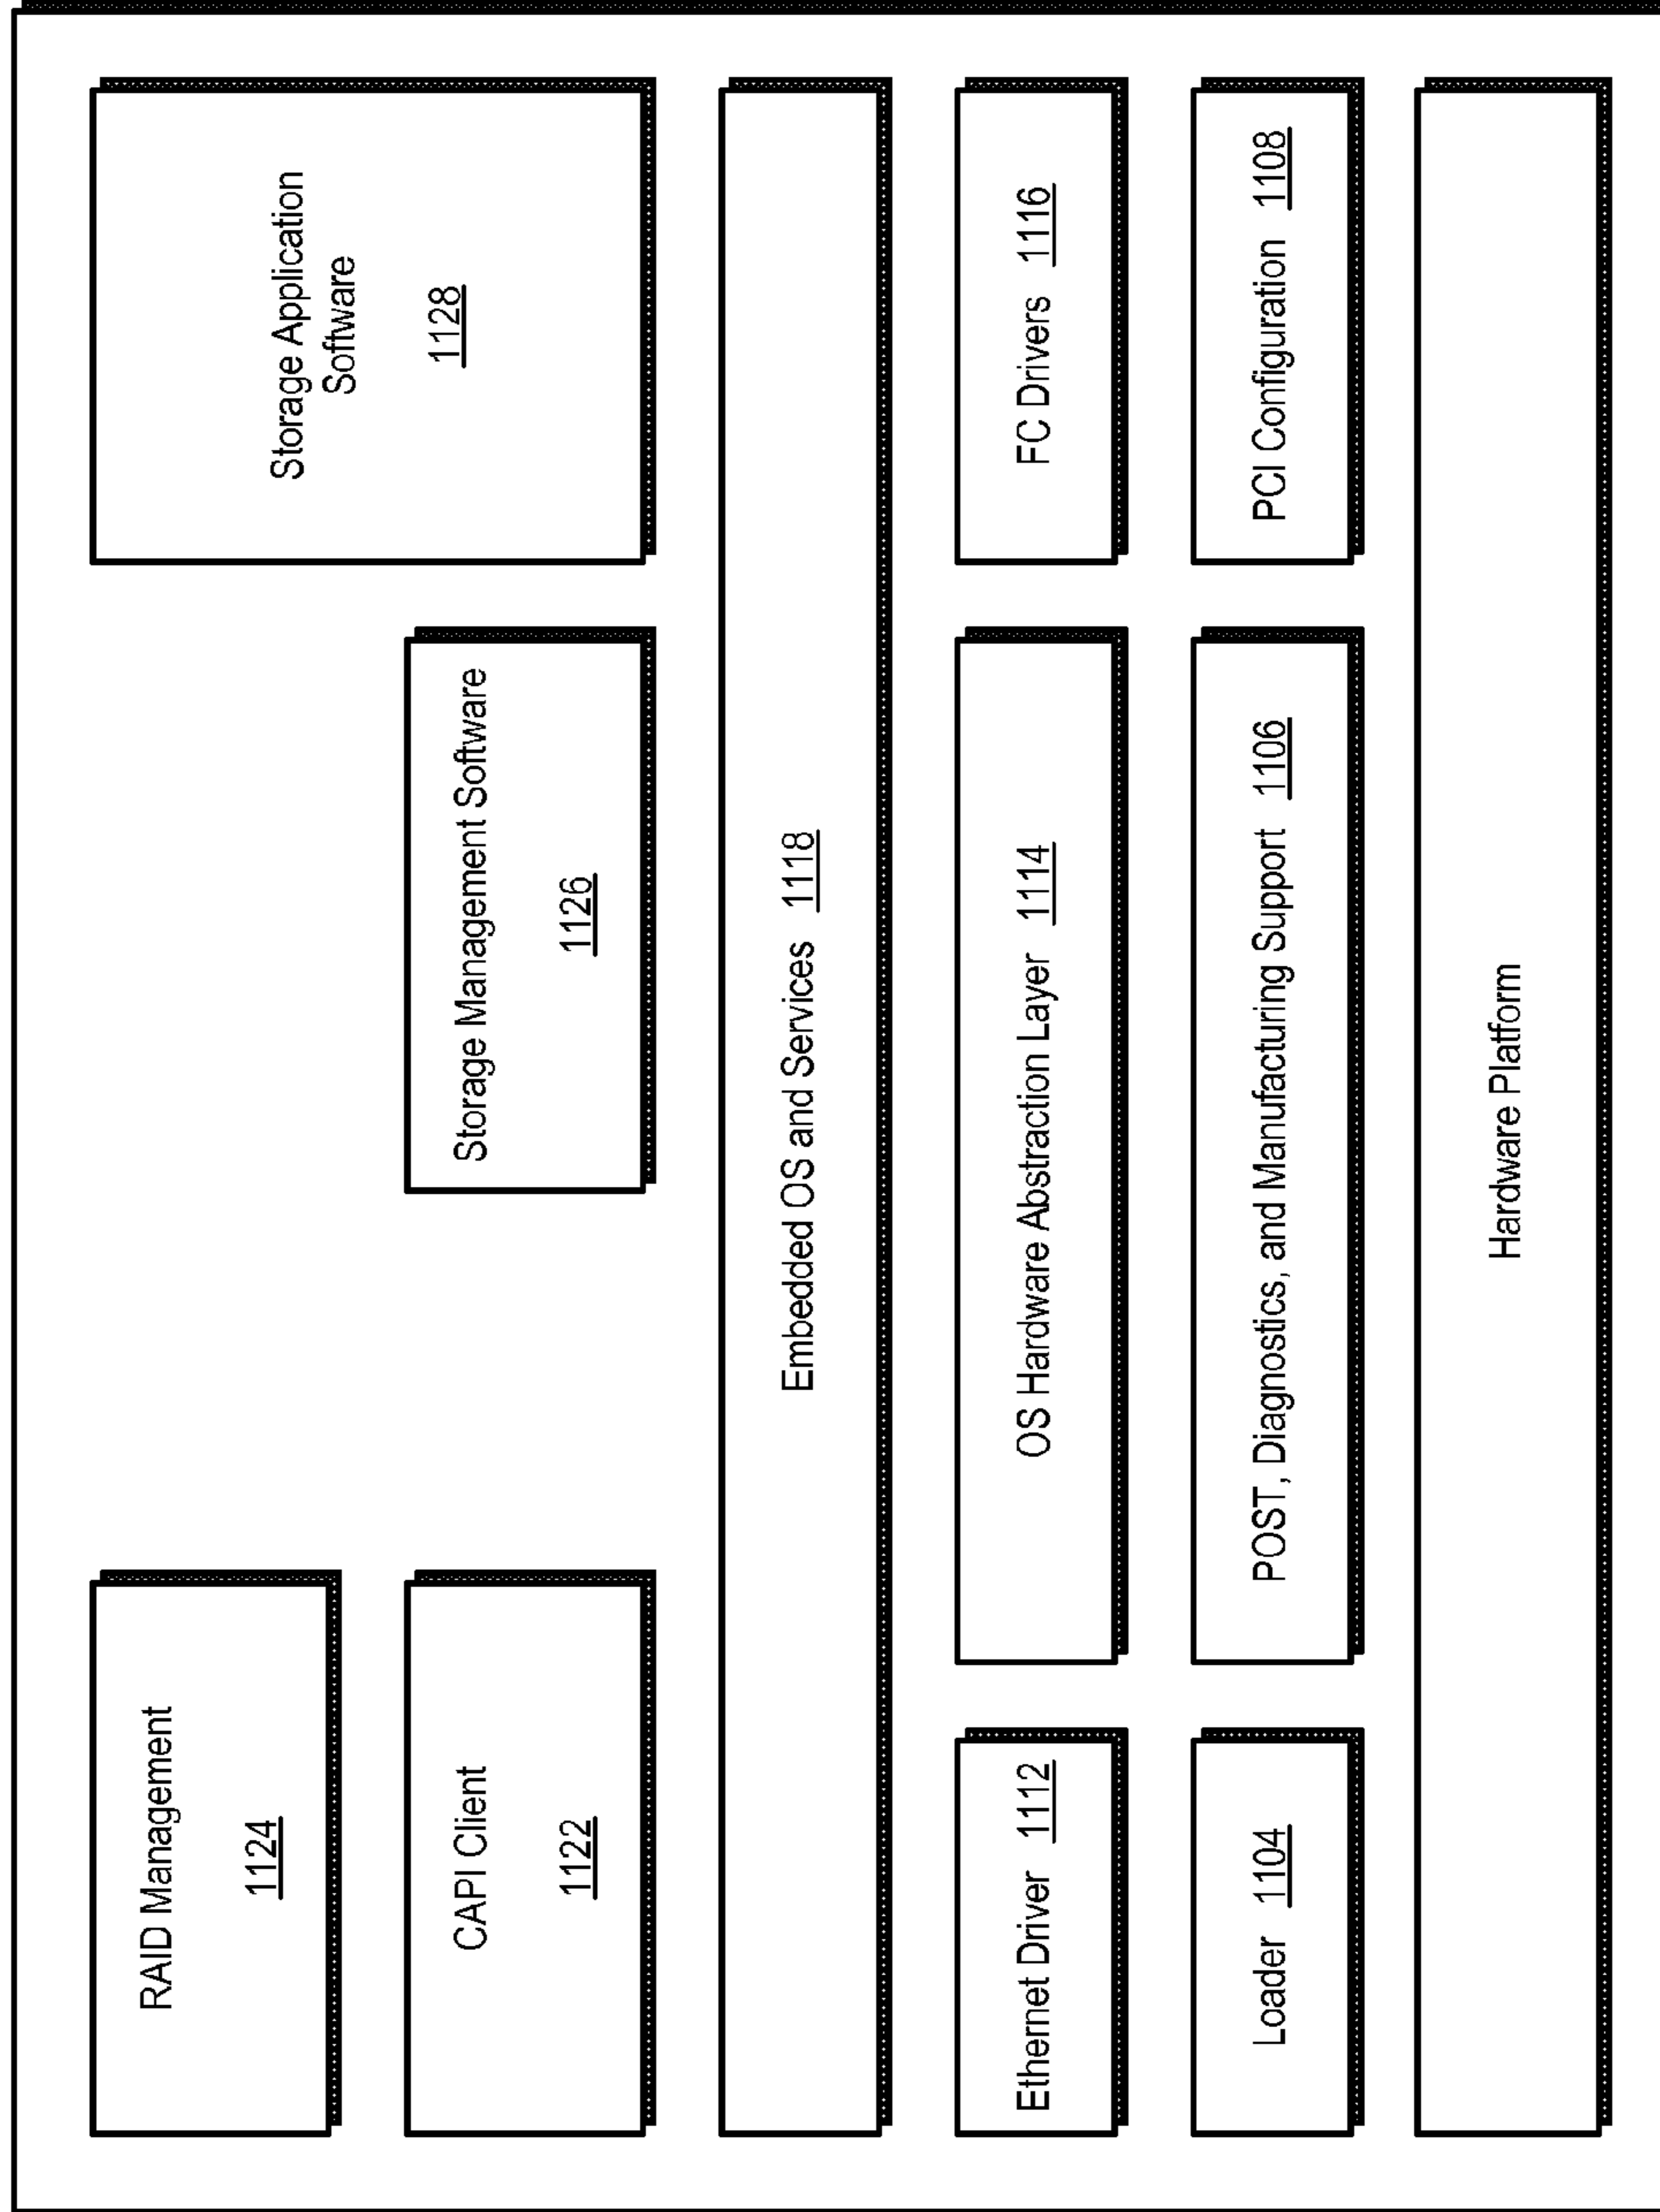 RAID Management
1124
CAPI Client
1122
Storage Management Software
1126
Storage Application
Software
1128
Embedded OS and Services 1118
Ethernet Driver 1112
OS Hardware Abstraction Layer 1114
FC Drivers 1116
Loader 1104
POST, Diagnostics, and Manufacturing Support 1106
PCI Configuration 1108
Hardware Platform